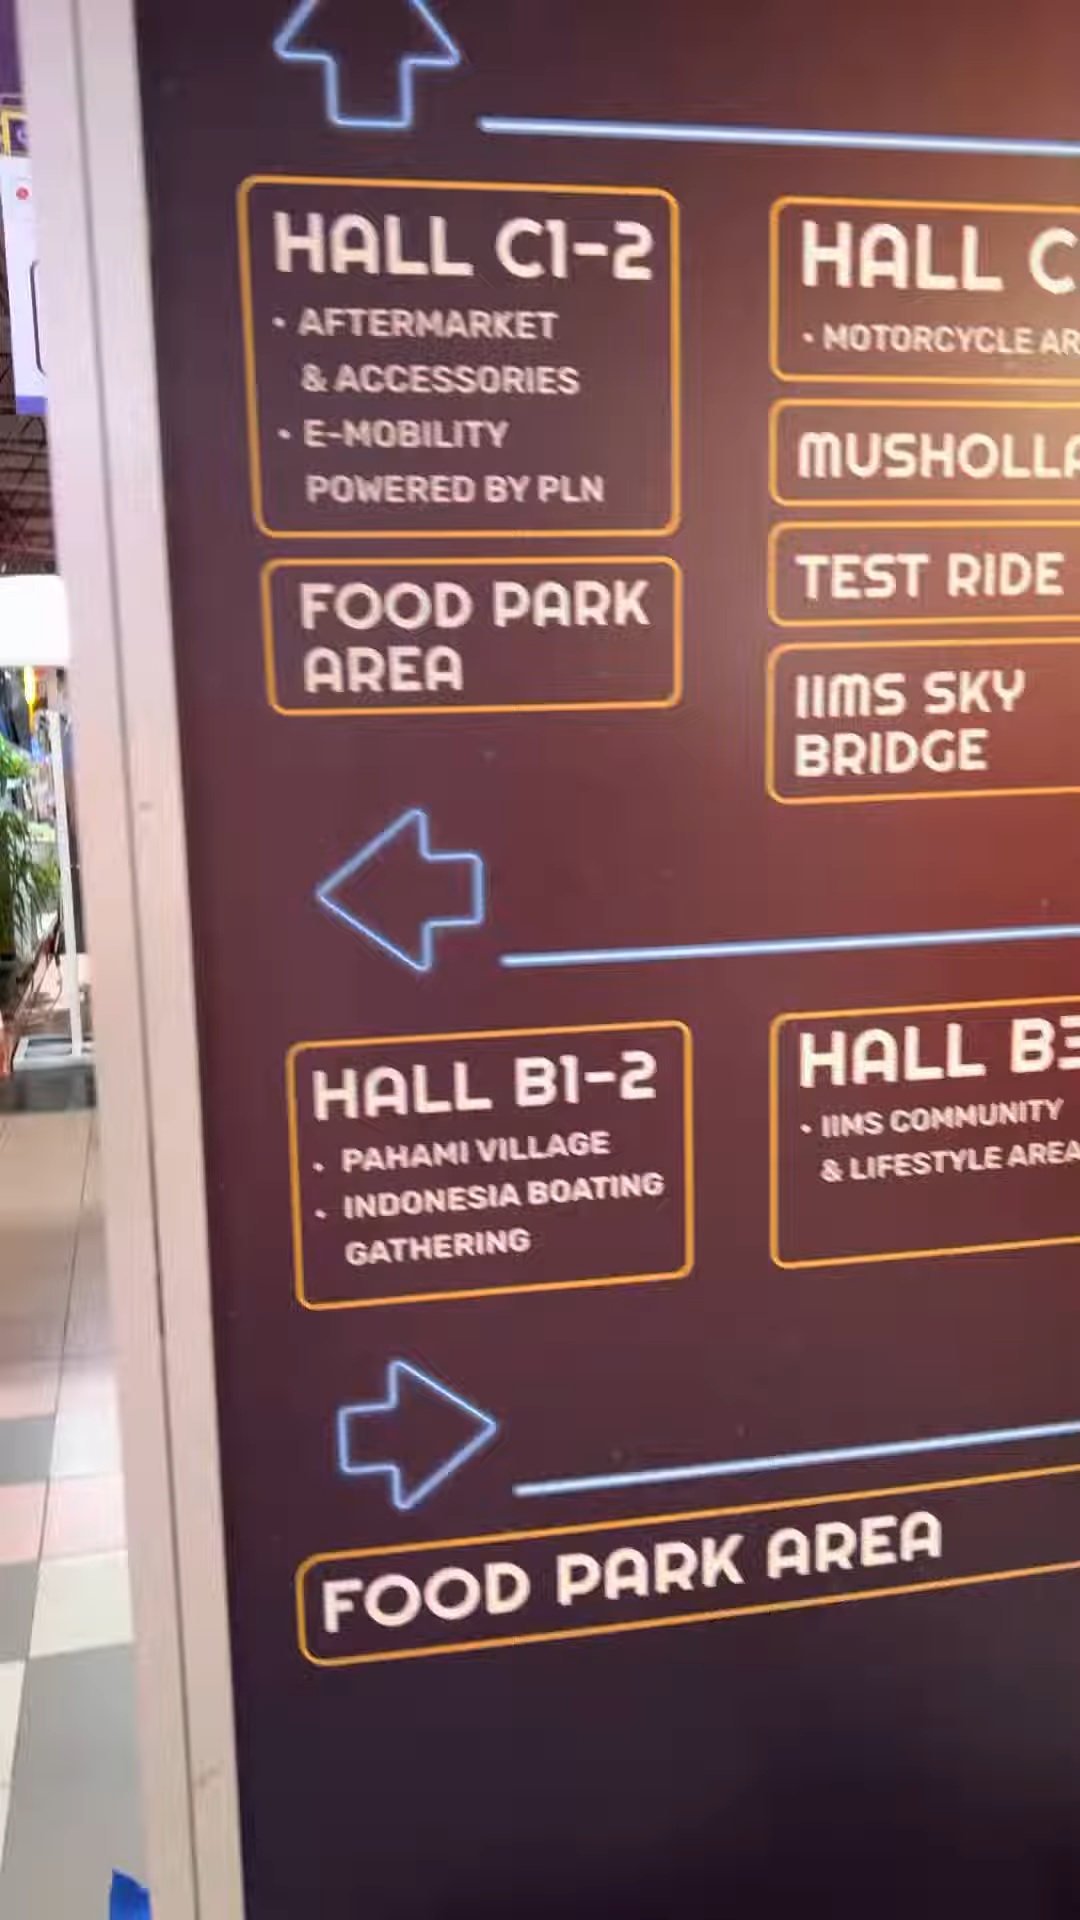 HALL C1-2
• AFTERMARKET
& ACCESSORIES
• E-MOBILITY
POWERED BY PLN
FOOD PARK
AREA
HALL C
• MOTORCYCLE
MUSHOLLA
TEST RIDE
IIMS SKY
BRIDGE
HALL B1-2
• PAHAMI VILLAGE
• INDONESIA BOATING
GATHERING
HALL B3
• IIMS COMMUNITY
& LIFESTYLE AREA
FOOD PARK AREA